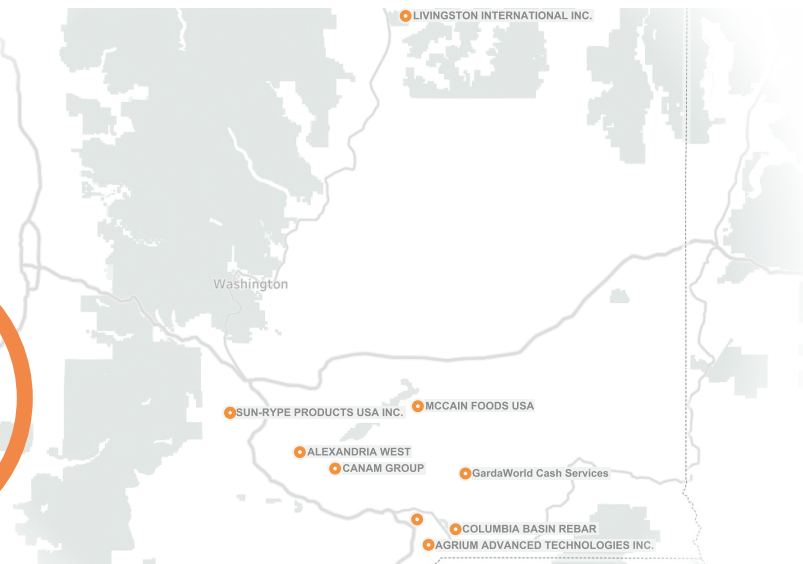 LIVINGSTON INTERNATIONAL INC.
Washington
MCCAIN FOODS USA
SUN-RYPE PRODUCTS USA INC.
ALEXANDRIA WEST
CANAM GROUP
GardaWorld Cash Services
COLUMBIA BASIN REBAR
AGRIUM ADVANCED TECHNOLOGIES INC.